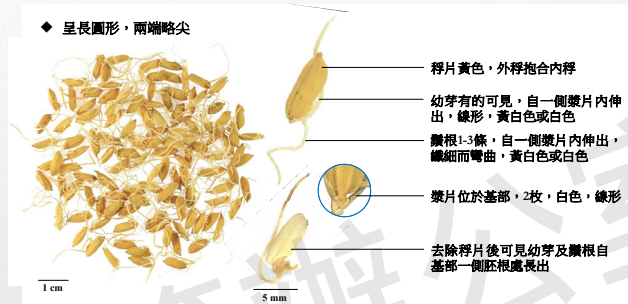 ◆ 呈長圓形，兩端略尖
稃片黃色，外稃抱合內稃
幼芽有的可見，自一側漿片內伸
出，線形，黃白色或白色
鬚根1-3條，自一側漿片內伸出，
纖細而彎曲，黃白色或白色
漿片位於基部，2枚，白色，線形
去除稃片後可見幼芽及鬚根自
基部一側胚根處長出
1 cm
5 mm
辦公室